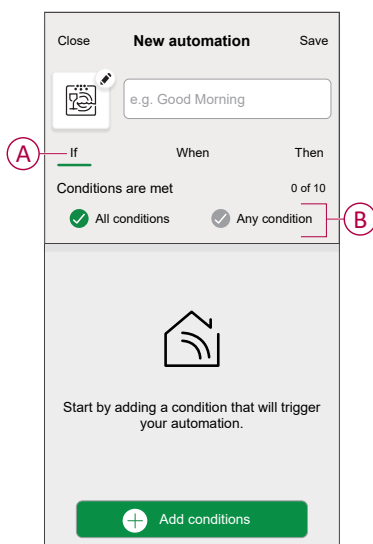 Close New automation Save
e.g. Good Morning
A If When Then
Conditions are met 0 of 10
All conditions Any condition B
Start by adding a condition that will trigger
your automation.
Add conditions